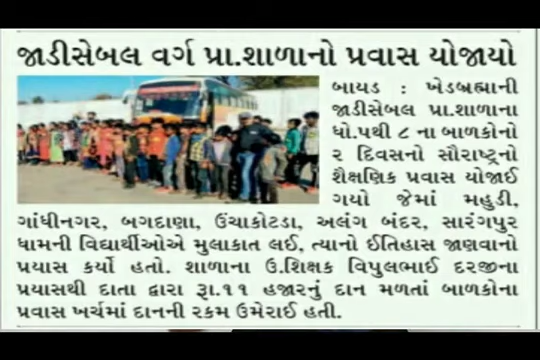 જાડીસેબલ વર્ગ પ્રા.શાળાનો પ્રવાસ યોજાયો
બાયડ : ખેડબ્રહ્માની
જાડીસેબલ પ્રા.શાળાના
ધો.૫થી ૮ ના બાળકોનો
૨ દિવસનો સૌરાષ્ટ્રનો
શૈક્ષણિક પ્રવાસ યોજાઈ
ગયો જેમાં મહુડી,
ગાંધીનગર, બગદાણા, ઉંચાકોટડા, અલંગ બંદર, સારંગપુર
ધામની વિદ્યાર્થીઓએ મુલાકાત લઈ, ત્યાનો ઈતિહાસ જાણવાનો
પ્રયાસ કર્યો હતો. શાળાના ઉ.શિક્ષક વિપુલભાઈ દરજીના
પ્રયાસથી દાતા દ્વારા રૂા.૧૧ હજારનું દાન મળતાં બાળકોના
પ્રવાસ ખર્ચમાં દાનની રકમ ઉમેરાઈ હતી.